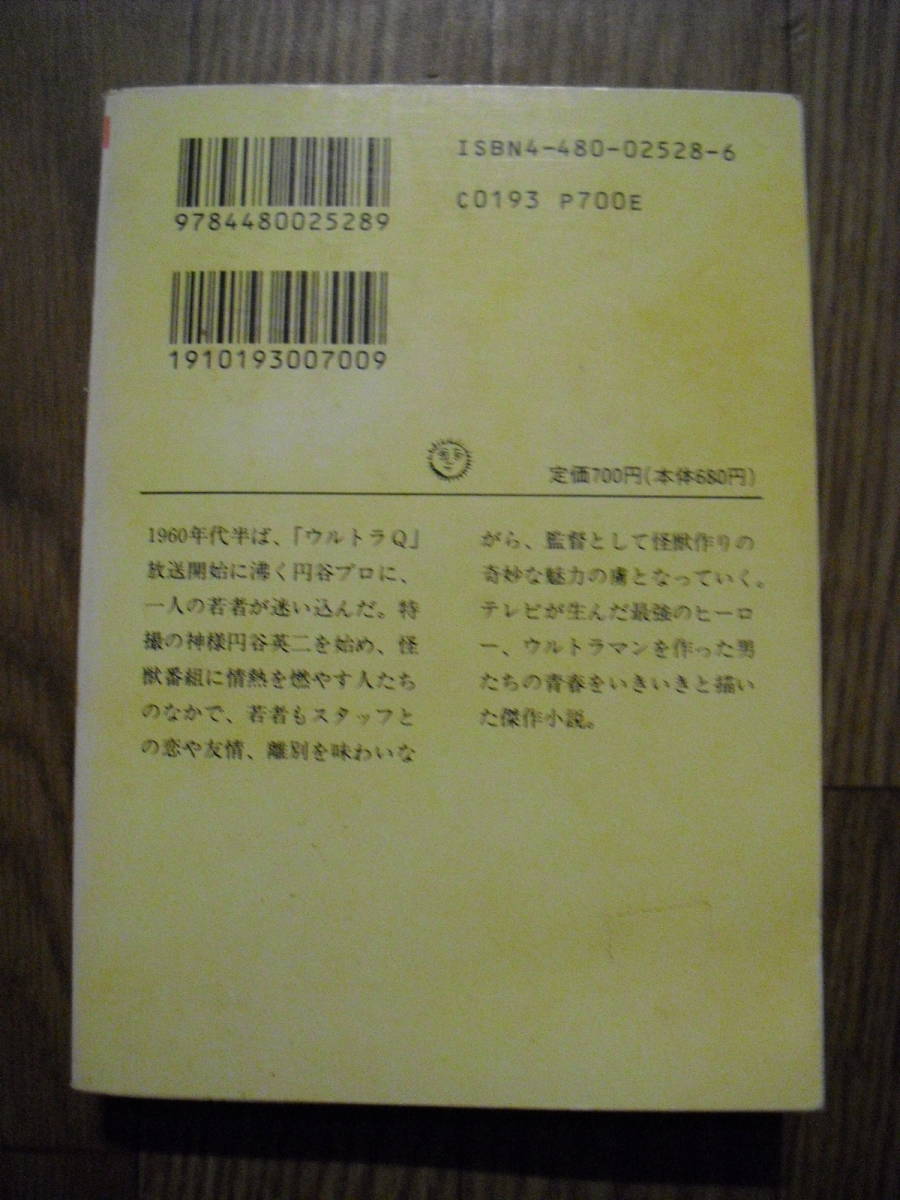 ISBN4-480-02528-6
9784480025289
C0193 P700E
1910193007009
定価700円(本体680円)
1960年代半ば、「ウルトラQ」
放送開始に沸く円谷プロに、
一人の若者が迷い込んだ。特
撮の神様円谷英二を始め、怪
獣番組に情熱を燃やす人たち
のなかで、若者もスタッフと
の恋や友情、離別を味わいな
がら、監督として怪獣作りの
奇妙な魅力の虜となっていく。
テレビが生んだ最強のヒーロ
ー、ウルトラマンを作った男
たちの青春をいきいきと描い
た傑作小説。